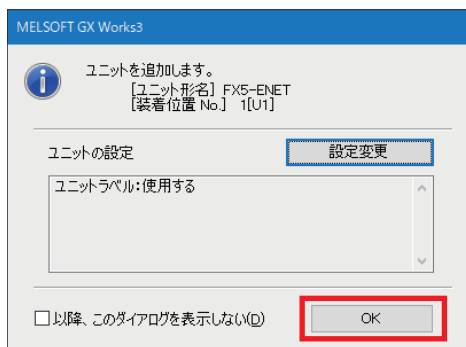 MELSOFT GX Works3
ユニットを追加します。
[ユニット形名] FX5-ENET
[装着位置 No.] 1[U1]
ユニットの設定
設定変更
ユニットラベル:使用する
以降、このダイアログを表示しない(D)
OK